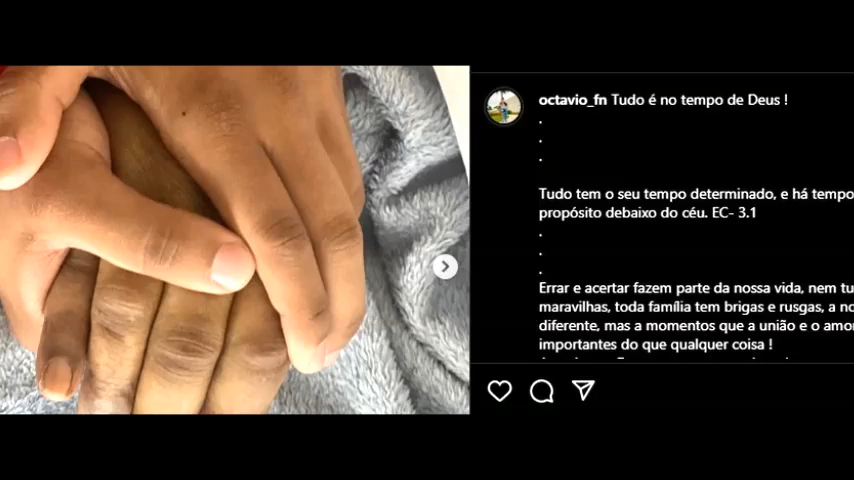 octavio_fn Tudo é no tempo de Deus !
.
.
.
Tudo tem o seu tempo determinado, e há tempo
propósito debaixo do céu. EC- 3.1
.
.
.
Errar e acertar fazem parte da nossa vida, nem tu
maravilhas, toda família tem brigas e rusgas, a no
diferente, mas a momentos que a união e o amor
importantes do que qualquer coisa !